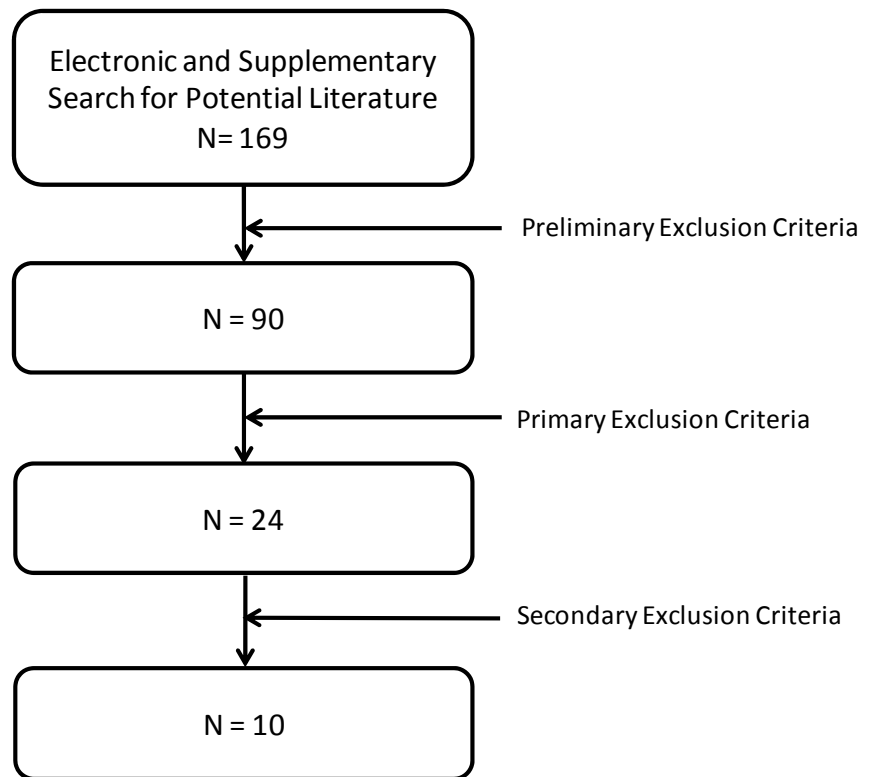 Electronic and Supplementary
Search for Potential Literature
N= 169
Preliminary Exclusion Criteria
N = 90
Primary Exclusion Criteria
N = 24
Secondary Exclusion Criteria
N = 10